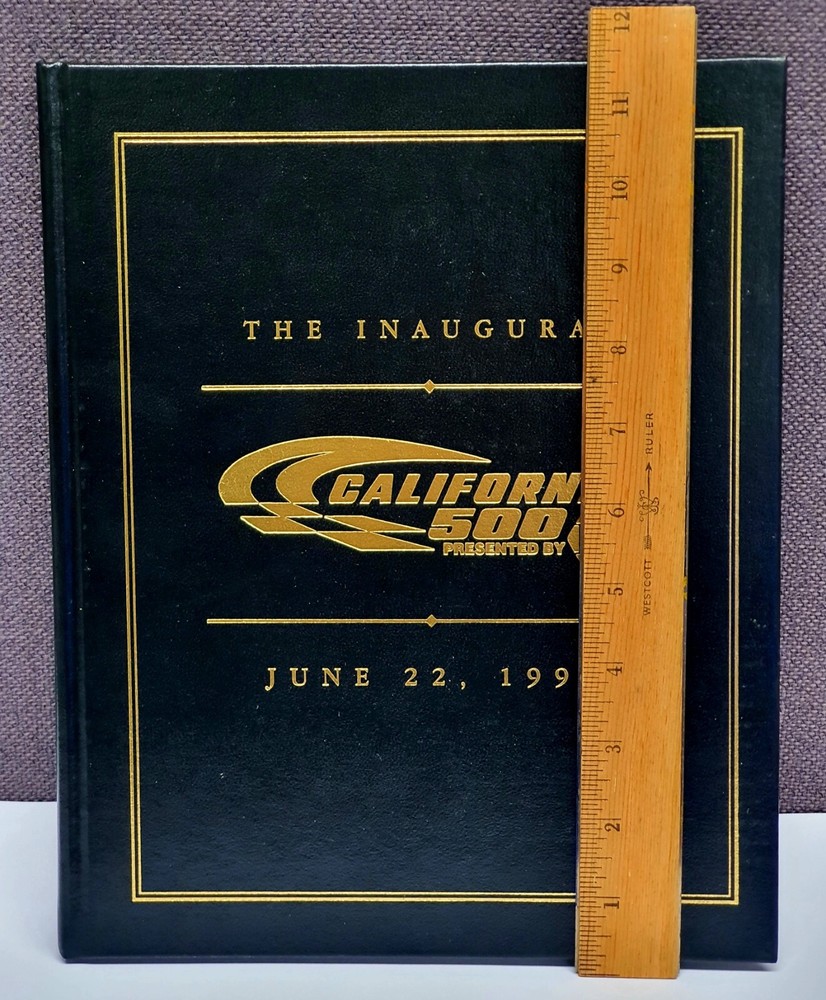 THE INAUGURA
CALIFORN
500
PRESENTED BY
JUNE 22, 199
12
11
10
9
8
7
6
5
4
3
2
1
WESTCOTT
RULER